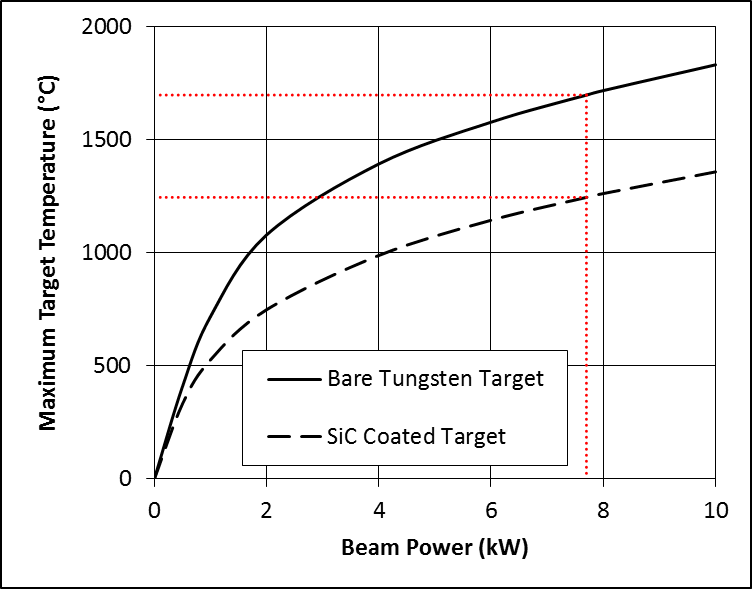 2000
1500
1000
500
0
Maximum Target Temperature (°C)
Bare Tungsten Target
SiC Coated Target
0 2 4 6 8 10
Beam Power (kW)